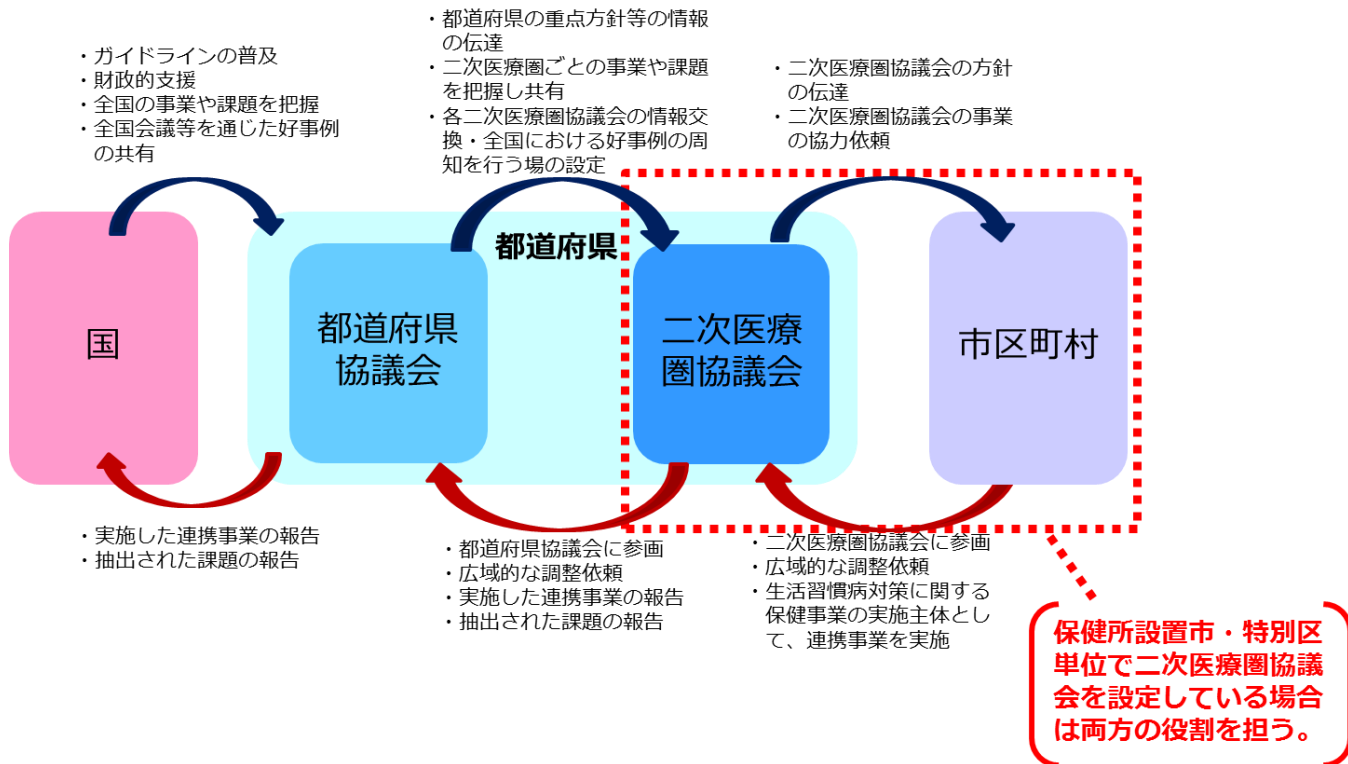 ・ガイドラインの普及
・財政的支援
・全国の事業や課題を把握
・全国会議等を通じた好事例
の共有
・都道府県の重点方針等の情報
の伝達
・二次医療圏ごとの事業や課題
を把握し共有
・各二次医療圏協議会の情報交
換・全国における好事例の周
知を行う場の設定
・二次医療圏協議会の方針
の伝達
・二次医療圏協議会の事業
の協力依頼
都道府県
国
都道府県
協議会
二次医療
圏協議会
市区町村
・実施した連携事業の報告
・抽出された課題の報告
・都道府県協議会に参画
・広域的な調整依頼
・実施した連携事業の報告
・抽出された課題の報告
・二次医療圏協議会に参画
・広域的な調整依頼
・生活習慣病対策に関する
保健事業の実施主体とし
て、連携事業を実施
保健所設置市・特別区
単位で二次医療圏協議
会を設定している場合
は両方の役割を担う。